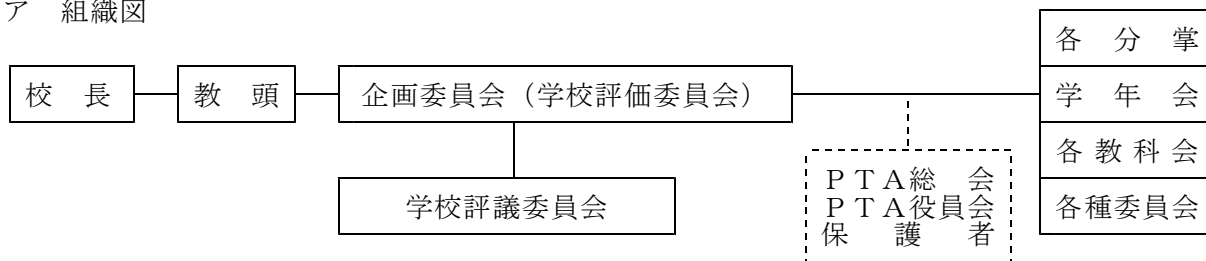 ア 組織図
校長
教頭
企画委員会（学校評価委員会）
学校評議委員会
ＰＴＡ総会
ＰＴＡ役員会
保護者
各分掌
学年会
各教科会
各種委員会